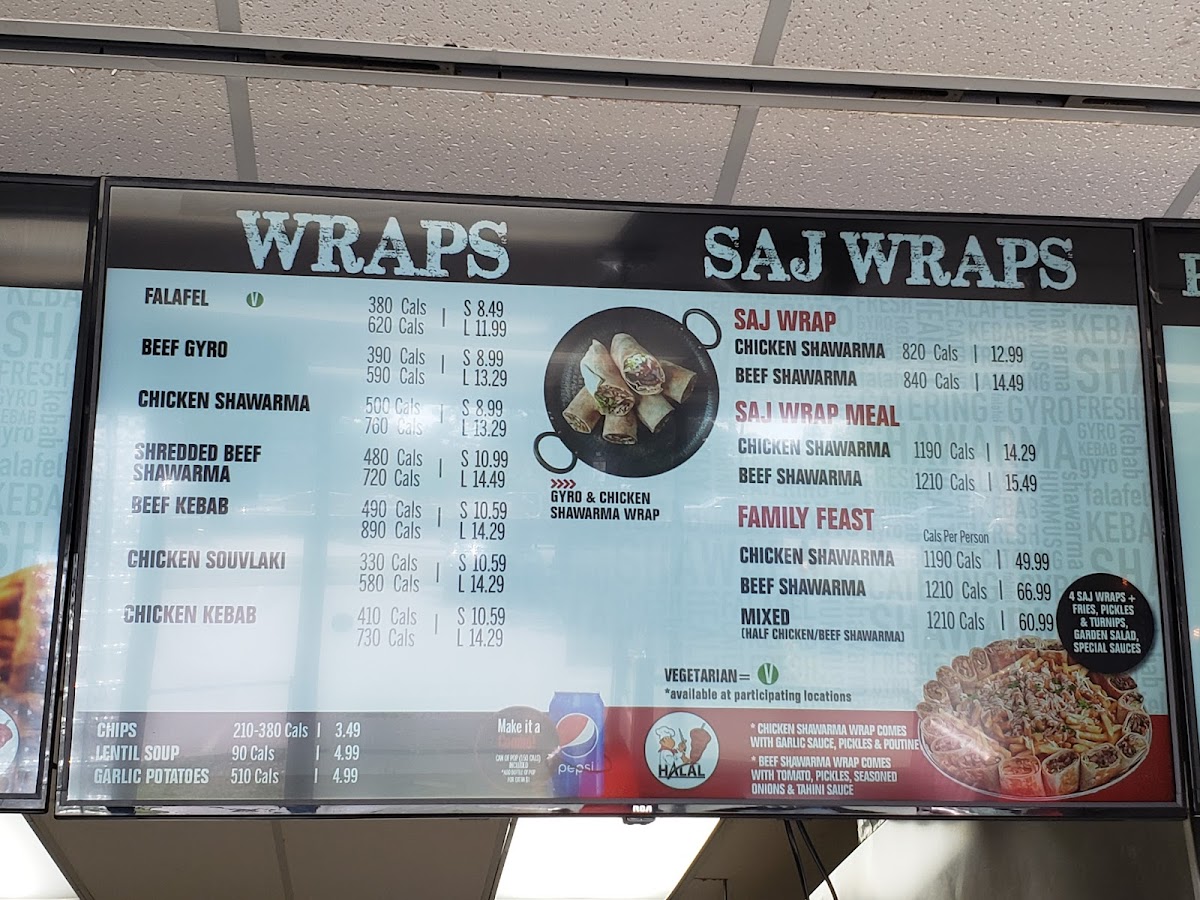 WRAPS
FALAFEL V 380 Cals | S 8.49
620 Cals L 11.99
BEEF GYRO 390 Cals | S 8.99
590 Cals L 13.29
CHICKEN SHAWARMA 500 Cals | S 8.99
760 Cals L 13.29
SHREDDED BEEF 480 Cals | S 10.99
SHAWARMA 720 Cals L 14.49
BEEF KEBAB 490 Cals | S 10.59
890 Cals L 14.29
CHICKEN SOUVLAKI 330 Cals | S 10.59
580 Cals L 14.29
CHICKEN KEBAB 410 Cals | S 10.59
730 Cals L 14.29
>>>>
GYRO & CHICKEN
SHAWARMA WRAP
CHIPS 210-380 Cals | 3.49
LENTIL SOUP 90 Cals | 4.99
GARLIC POTATOES 510 Cals | 4.99
Make it a
CAN OF POP (150 CALS)
INCLUDED
pepsi
SAJ WRAPS
SAJ WRAP
CHICKEN SHAWARMA 820 Cals | 12.99
BEEF SHAWARMA 840 Cals | 14.49
SAJ WRAP MEAL
CHICKEN SHAWARMA 1190 Cals | 14.29
BEEF SHAWARMA 1210 Cals | 15.49
FAMILY FEAST
Cals Per Person
CHICKEN SHAWARMA 1190 Cals | 49.99
BEEF SHAWARMA 1210 Cals | 66.99
MIXED 1210 Cals | 60.99
(HALF CHICKEN/BEEF SHAWARMA)
4 SAJ WRAPS +
FRIES, PICKLES
& TURNIPS,
GARDEN SALAD,
SPECIAL SAUCES
VEGETARIAN = V
*available at participating locations
HALAL
* CHICKEN SHAWARMA WRAP COMES
WITH GARLIC SAUCE, PICKLES & POUTINE
* BEEF SHAWARMA WRAP COMES
WITH TOMATO, PICKLES, SEASONED
ONIONS & TAHINI SAUCE
RCA